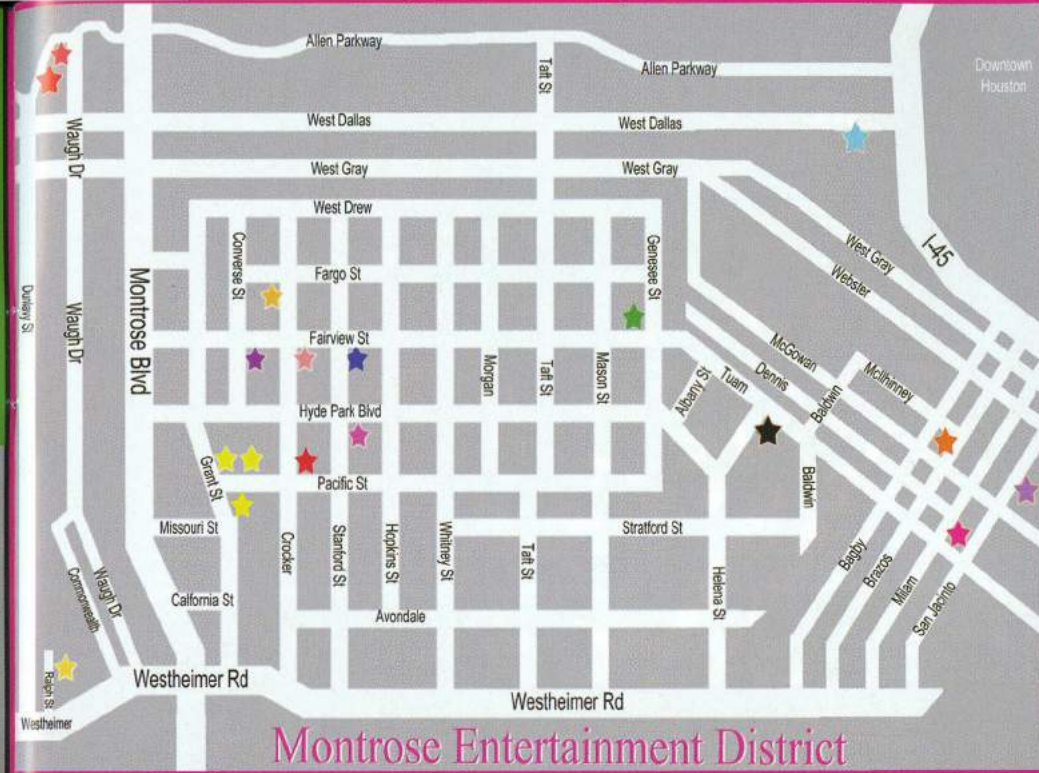 Allen Parkway
Allen Parkway
Downtown
Houston
Taft St
West Dallas
West Dallas
Waugh Dr
West Gray
West Gray
West Drew
Converse St
Genesee St
West Gray
I-45
Fargo St
Webster
Montrose Blvd
Dunlavy St
Waugh Dr
Fairview St
McGowan
Morgan
Taft St
Mason St
Albany St
Tuam
Dennis
Baldwin
McIlhinney
Hyde Park Blvd
Grant St
Pacific St
Baldwin
Missouri St
Crocker
Stanford St
Hopkins St
Whitney St
Taft St
Stratford St
Bagby
Brazos
Milam
San Jacinto
Commonwealth
Waugh Dr
Calfornia St
Avondale
Helena St
Ralph St
Westheimer Rd
Westheimer Rd
Westheimer
Montrose Entertainment District